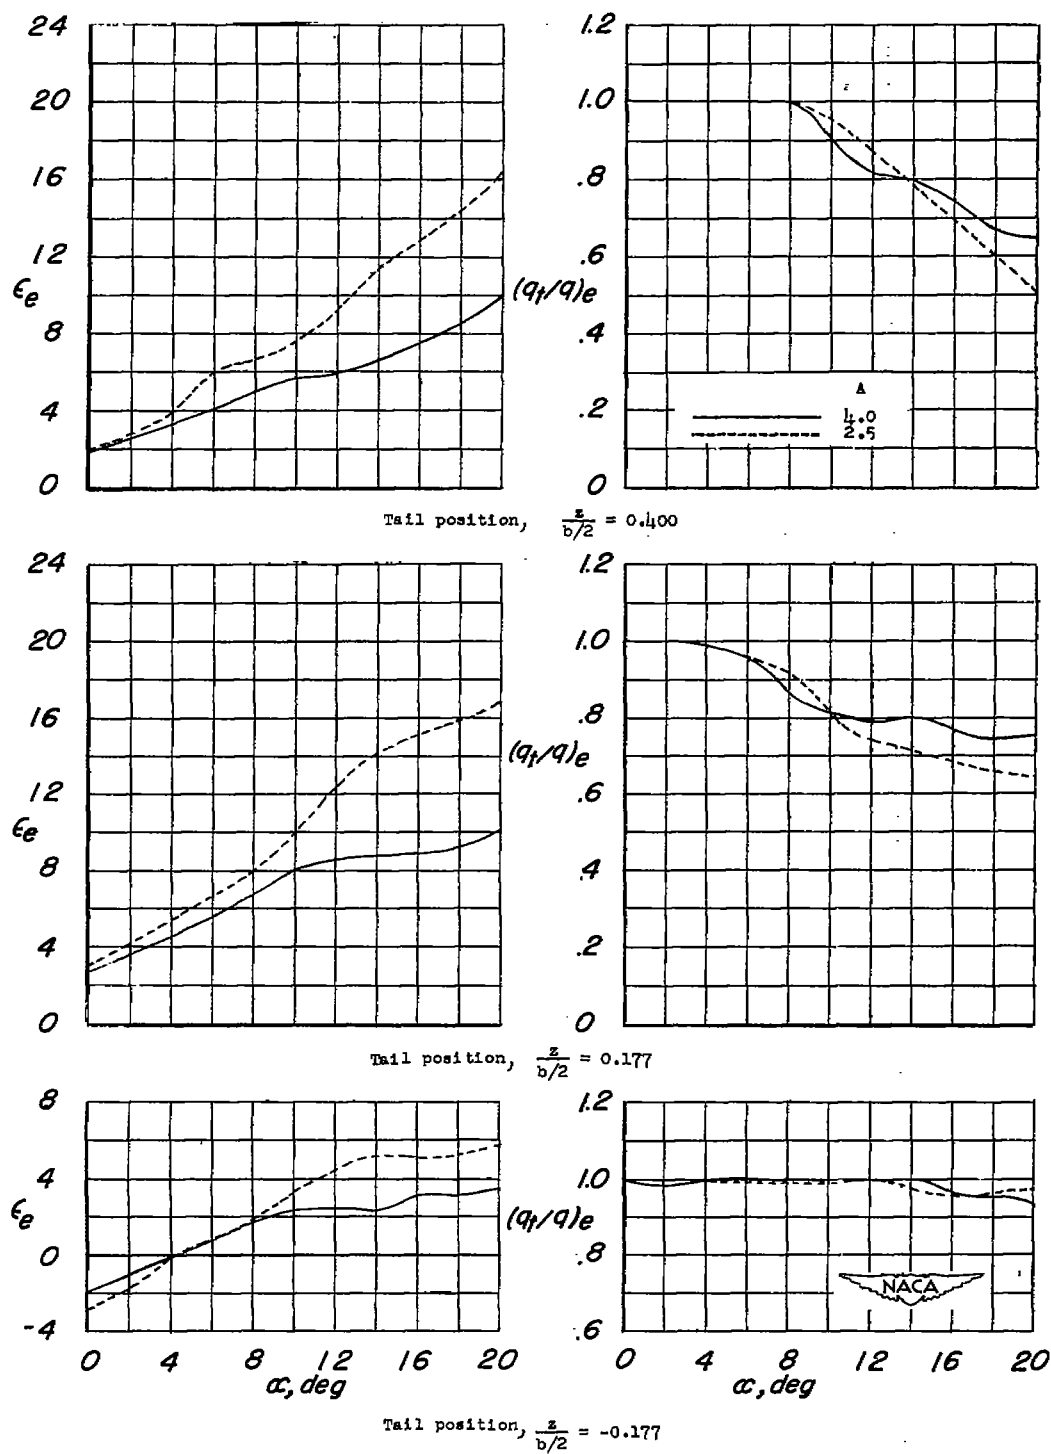 24
20
16
12
8
4
0
ϵe
1.2
1.0
.8
.6
.4
.2
0
(qt/q)e
A
4.0
2.5
Tail position, z/b/2 = 0.400
24
20
16
12
8
4
0
ϵe
1.2
1.0
.8
.6
.4
.2
0
(qt/q)e
Tail position, z/b/2 = 0.177
8
4
0
-4
ϵe
0 4 8 12 16 20
α, deg
1.2
1.0
.8
.6
(qt/q)e
NACA
0 4 8 12 16 20
α, deg
Tail position, z/b/2 = -0.177